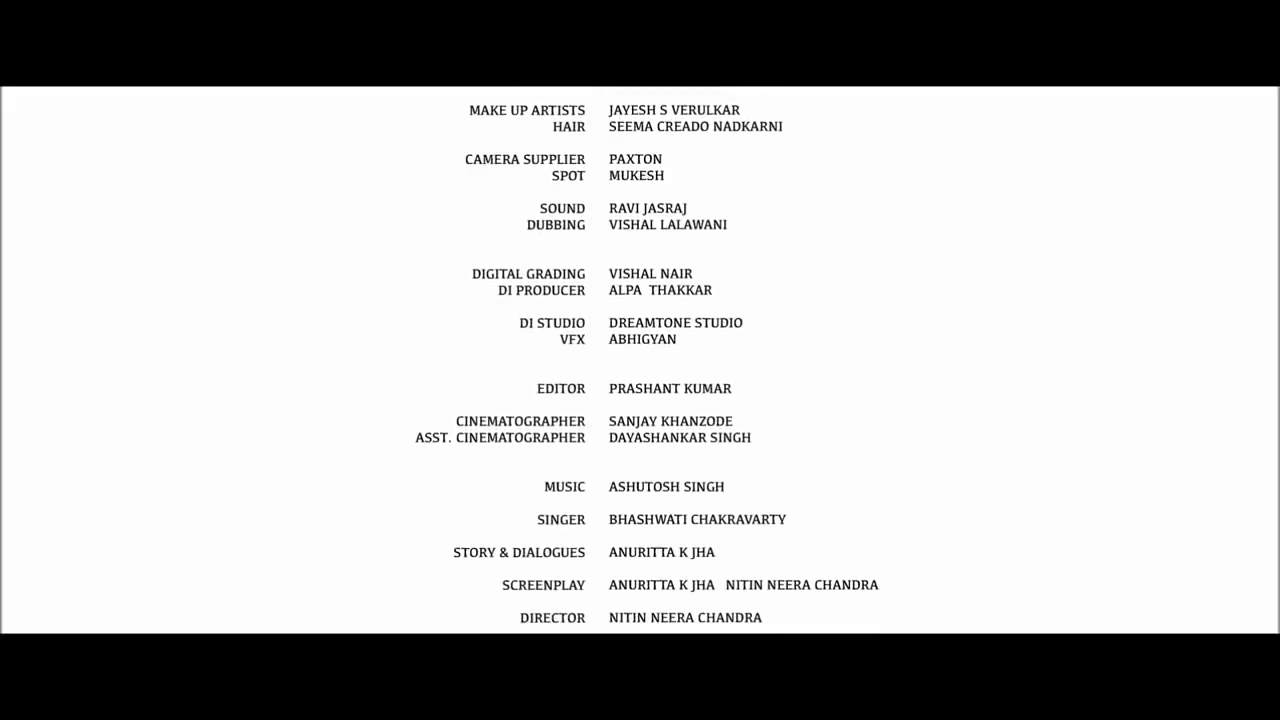 MAKE UP ARTISTS JAYESH S VERULKAR
HAIR SEEMA CREADO NADKARNI
CAMERA SUPPLIER PAXTON
SPOT MUKESH
SOUND RAVI JASRAJ
DUBBING VISHAL LALAWANI
DIGITAL GRADING VISHAL NAIR
DI PRODUCER ALPA THAKKAR
DI STUDIO DREAMTONE STUDIO
VFX ABHIGYAN
EDITOR PRASHANT KUMAR
CINEMATOGRAPHER SANJAY KHANZODE
ASST. CINEMATOGRAPHER DAYASHANKAR SINGH
MUSIC ASHUTOSH SINGH
SINGER BHASHWATI CHAKRAVARTY
STORY & DIALOGUES ANURITTA K JHA
SCREENPLAY ANURITTA K JHA NITIN NEERA CHANDRA
DIRECTOR NITIN NEERA CHANDRA